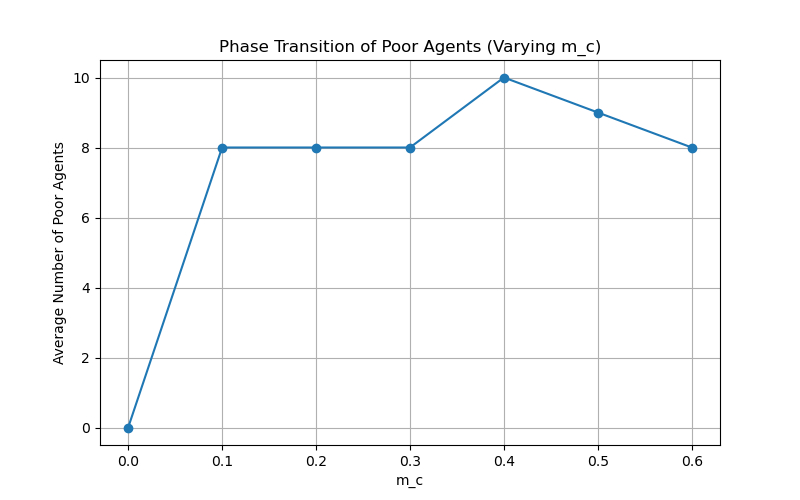 Phase Transition of Poor Agents (Varying m_c)
Average Number of Poor Agents
10
8
6
4
2
0
0.0 0.1 0.2 0.3 0.4 0.5 0.6
m_c